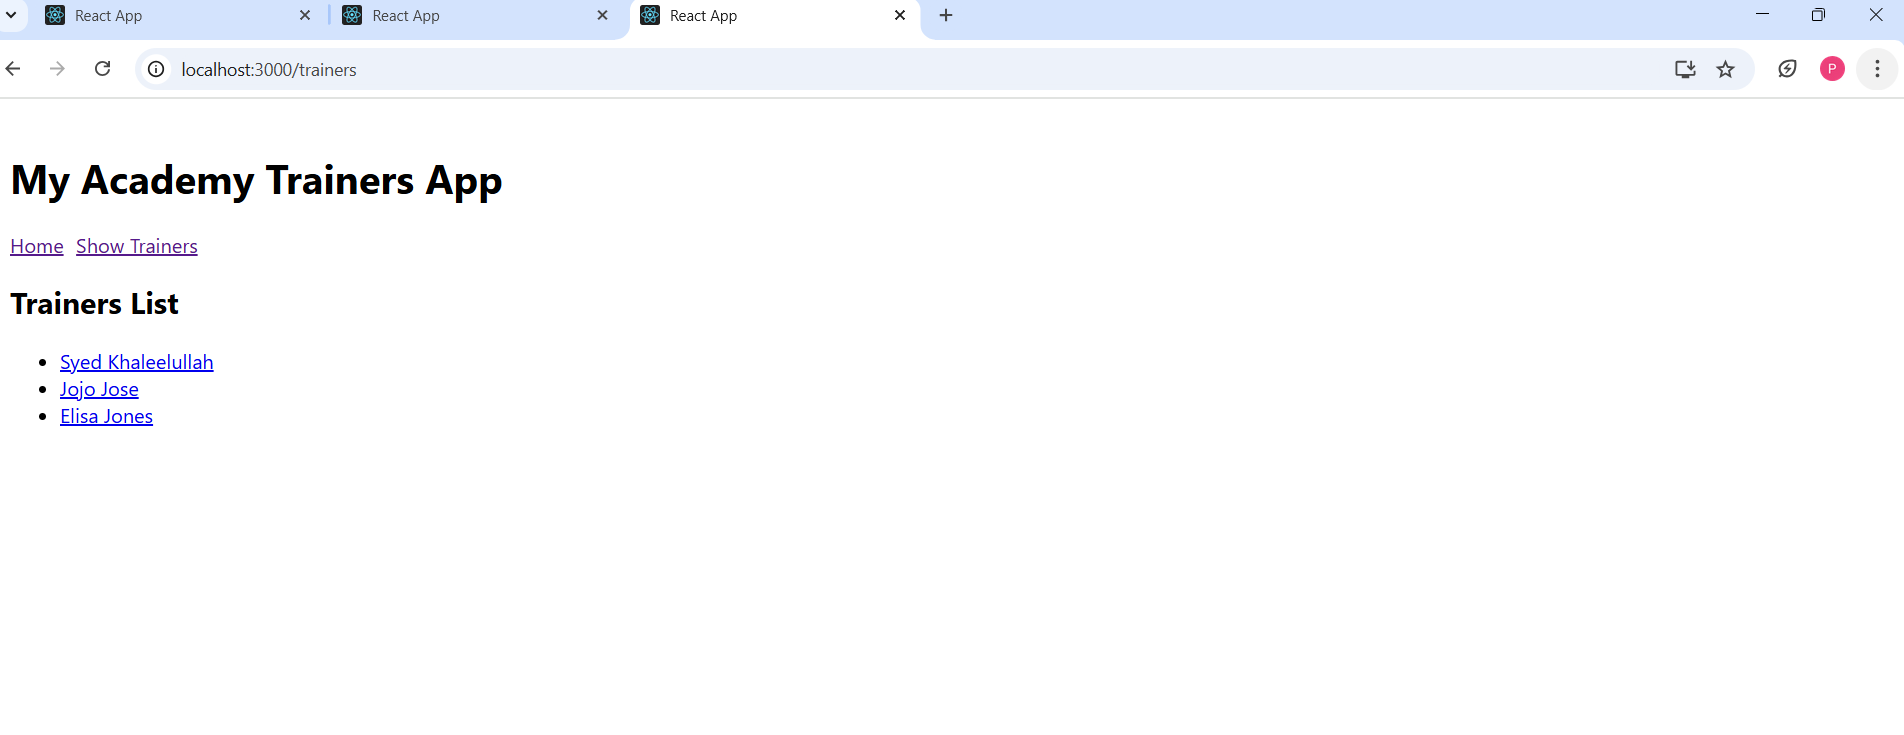 React App React App React App
localhost:3000/trainers
P
My Academy Trainers App
Home Show Trainers
Trainers List
Syed Khaleelullah
Jojo Jose
Elisa Jones